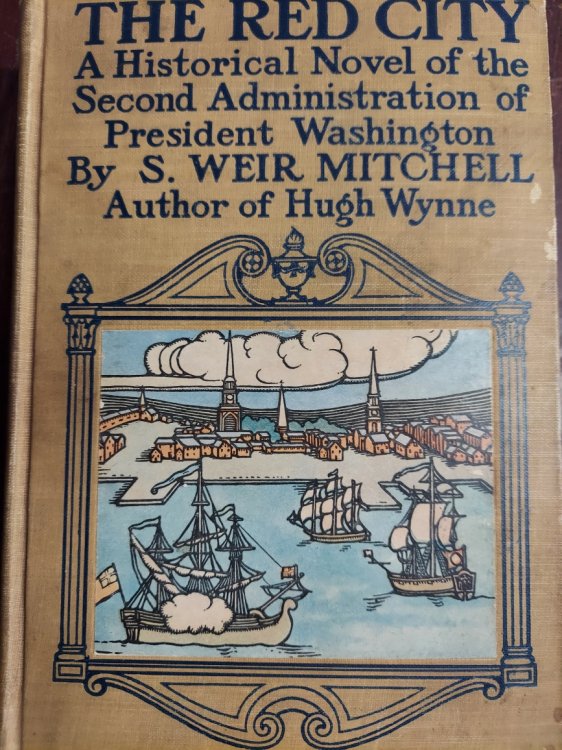 THE RED CITY
A Historical Novel of the
Second Administration of
President Washington
By S. WEIR MITCHELL
Author of Hugh Wynne